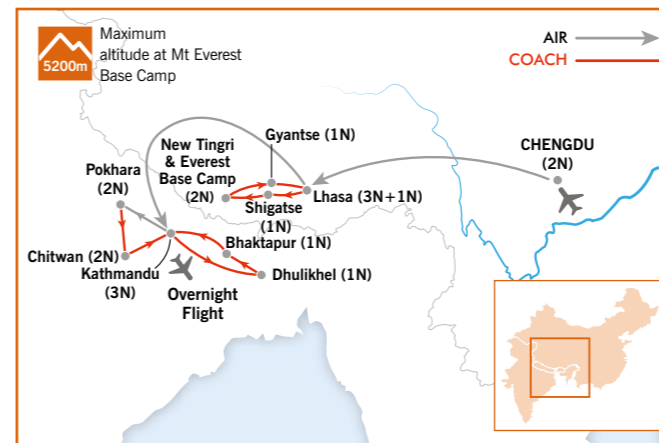 Maximum
altitude at Mt Everest
Base Camp
5200m
AIR
COACH
CHENGDU
(2N)
Gyantse (1N)
New Tingri
& Everest
Base Camp
(2N)
Lhasa (3N+1N)
Shigatse
(1N)
Pokhara
(2N)
Bhaktapur (1N)
Chitwan (2N)
Kathmandu
(3N)
Dhulikhel (1N)
Overnight
Flight